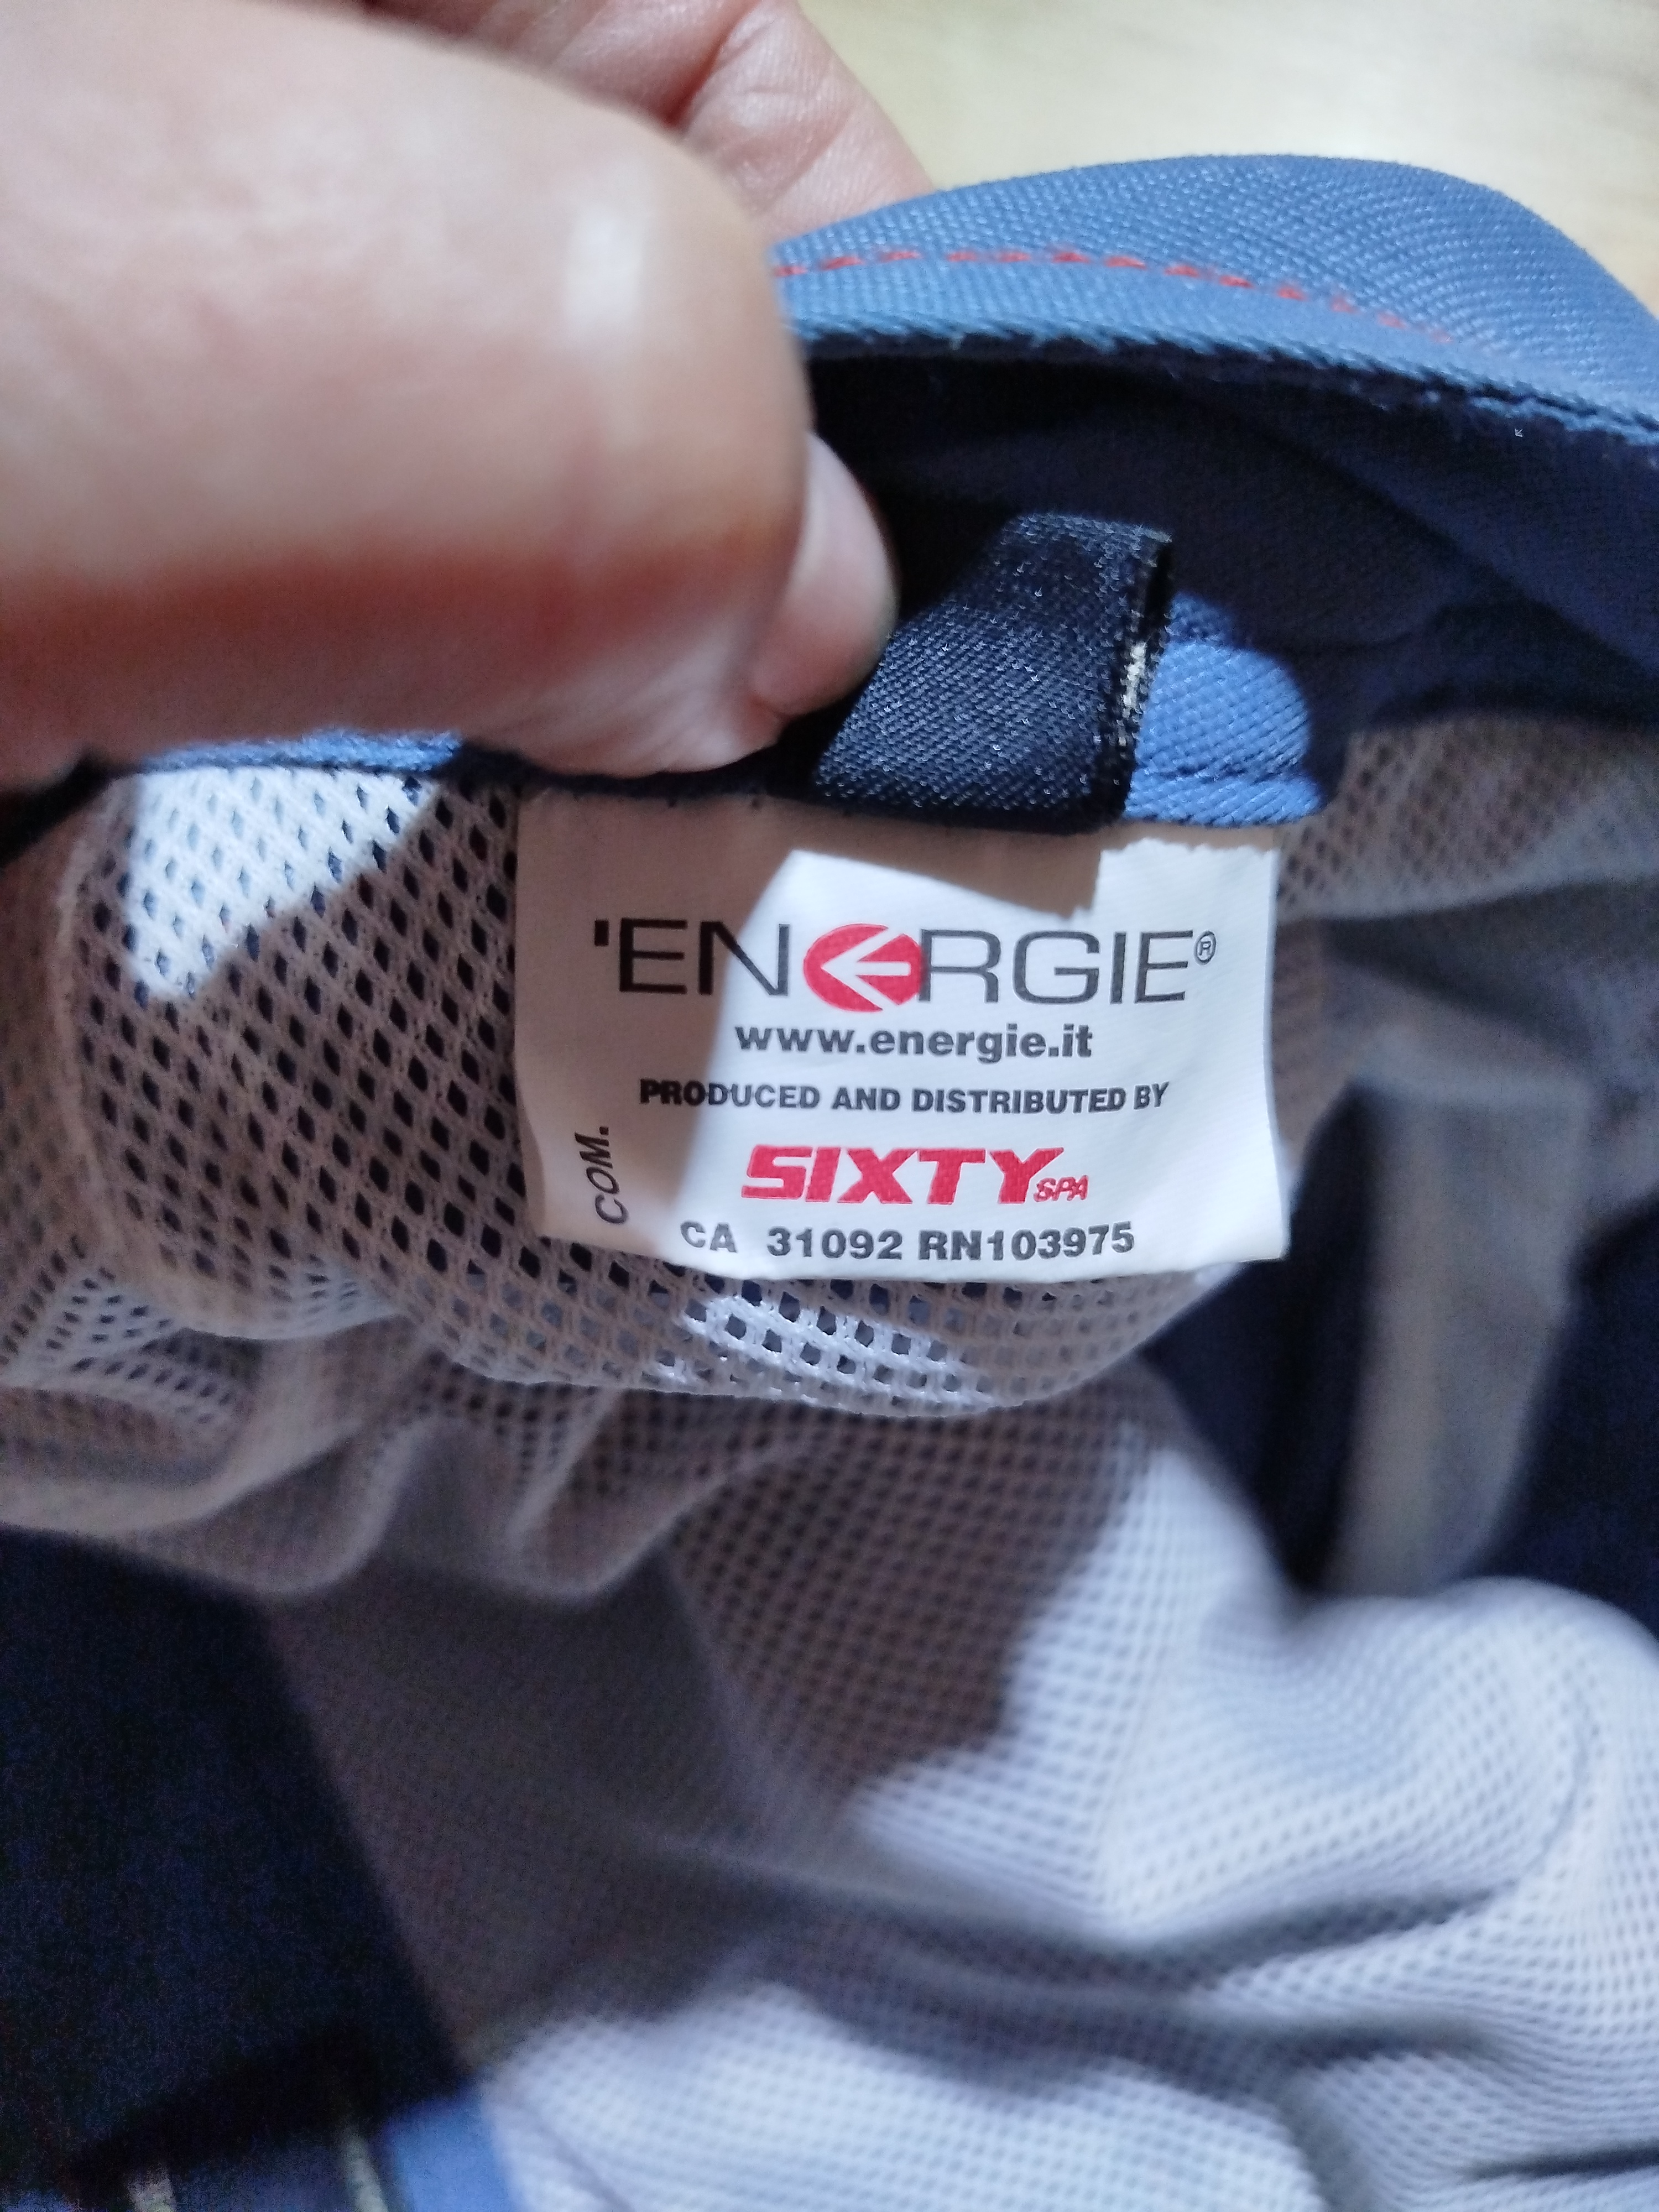 'ENERGIE®
www.energie.it
PRODUCED AND DISTRIBUTED BY
SIXTY SPA
CA 31092 RN103975
COM.